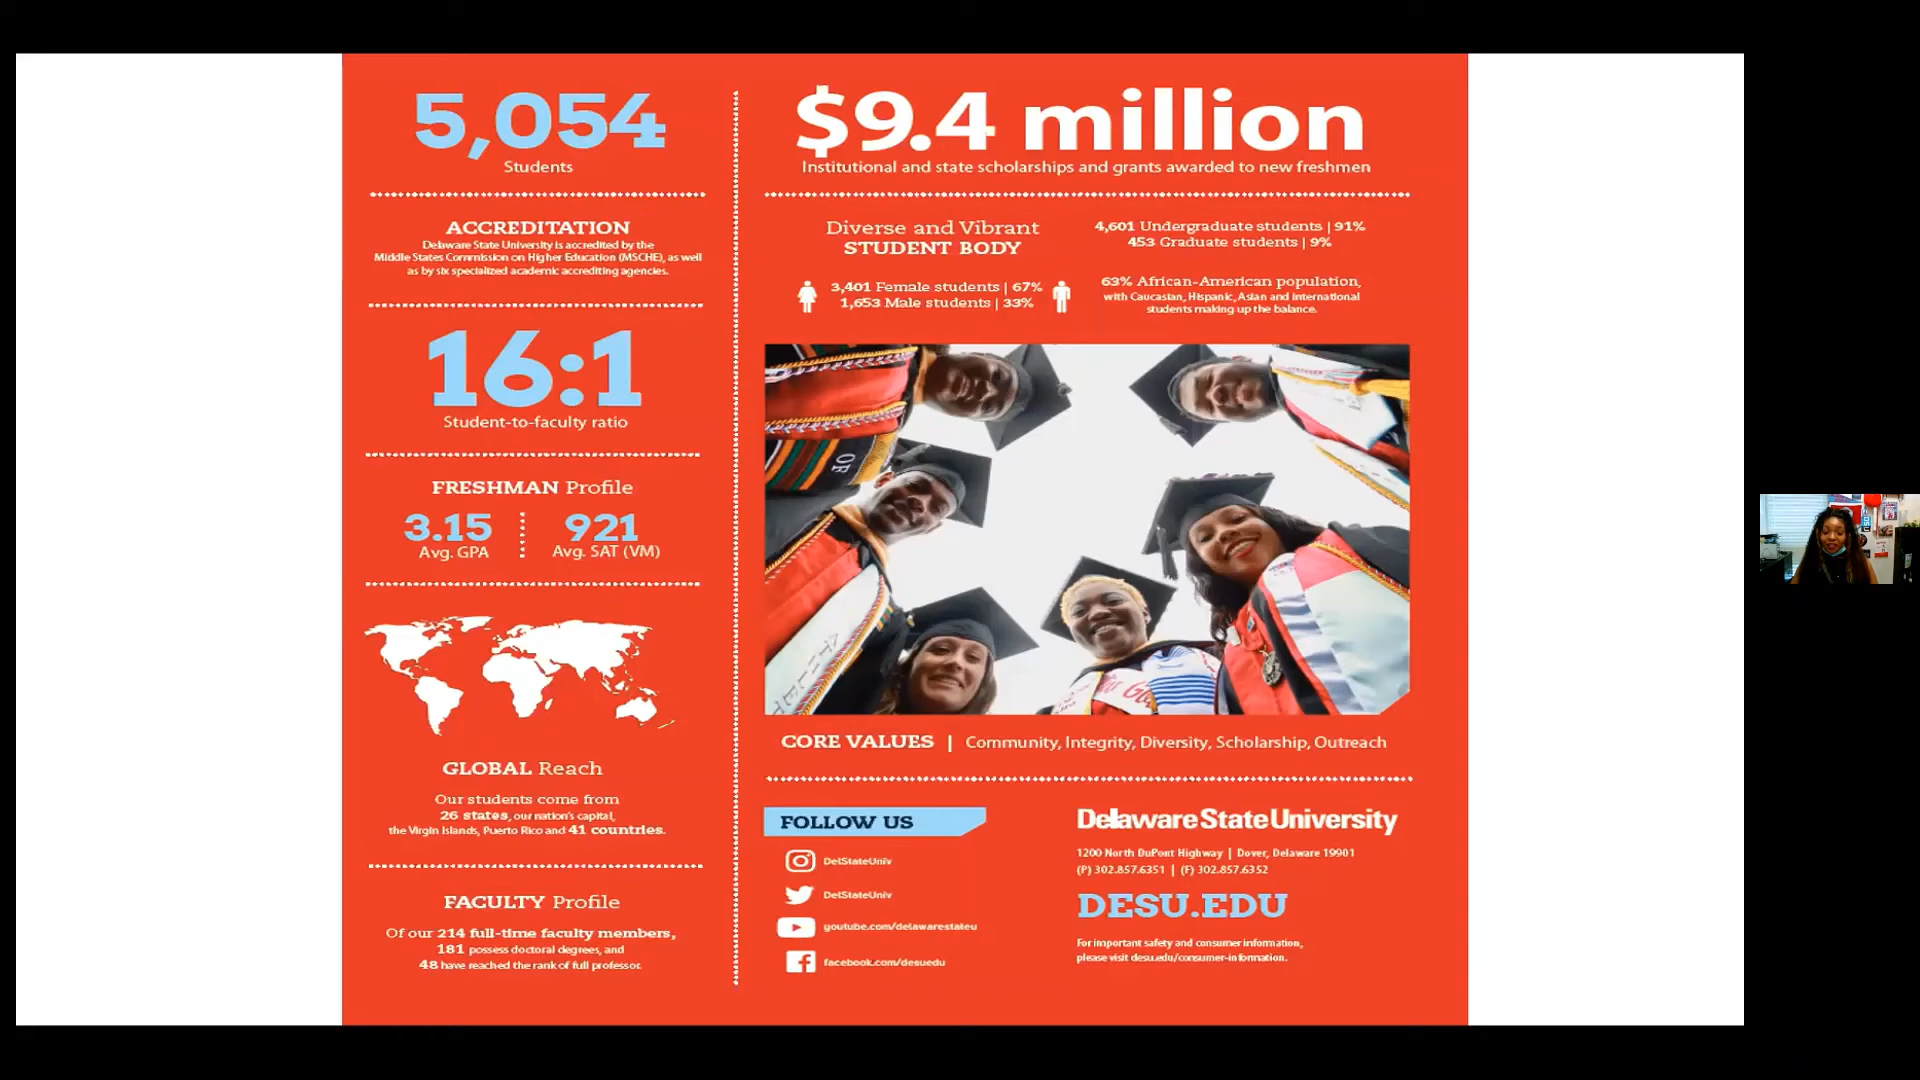 5,054
Students
ACCREDITATION
Delaware State University is accredited by the
Middle States Commission on Higher Education (MSCHE), as well
as by six specialized academic accrediting agencies.
16:1
Student-to-faculty ratio
FRESHMAN Profile
3.15
Avg. GPA
921
Avg. SAT (VM)
GLOBAL Reach
Our students come from
26 states, our nation's capital,
the Virgin Islands, Puerto Rico and 41 countries.
FACULTY Profile
Of our 214 full-time faculty members,
181 possess doctoral degrees, and
48 have reached the rank of full professor.
$9.4 million
Institutional and state scholarships and grants awarded to new freshmen
Diverse and Vibrant
STUDENT BODY
3,401 Female students | 67%
1,653 Male students | 33%
4,601 Undergraduate students | 91%
453 Graduate students | 9%
63% African-American population,
with Caucasian, Hispanic, Asian and international
students making up the balance.
OF
CORE VALUES | Community, Integrity, Diversity, Scholarship, Outreach
FOLLOW US
DelStateUniv
DelStateUniv
youtube.com/delawarestateu
facebook.com/desuedu
Delaware State University
1200 North DuPont Highway | Dover, Delaware 19901
(P) 302.857.6351 | (F) 302.857.6352
DESU.EDU
For important safety and consumer information,
please visit desu.edu/consumer-information.